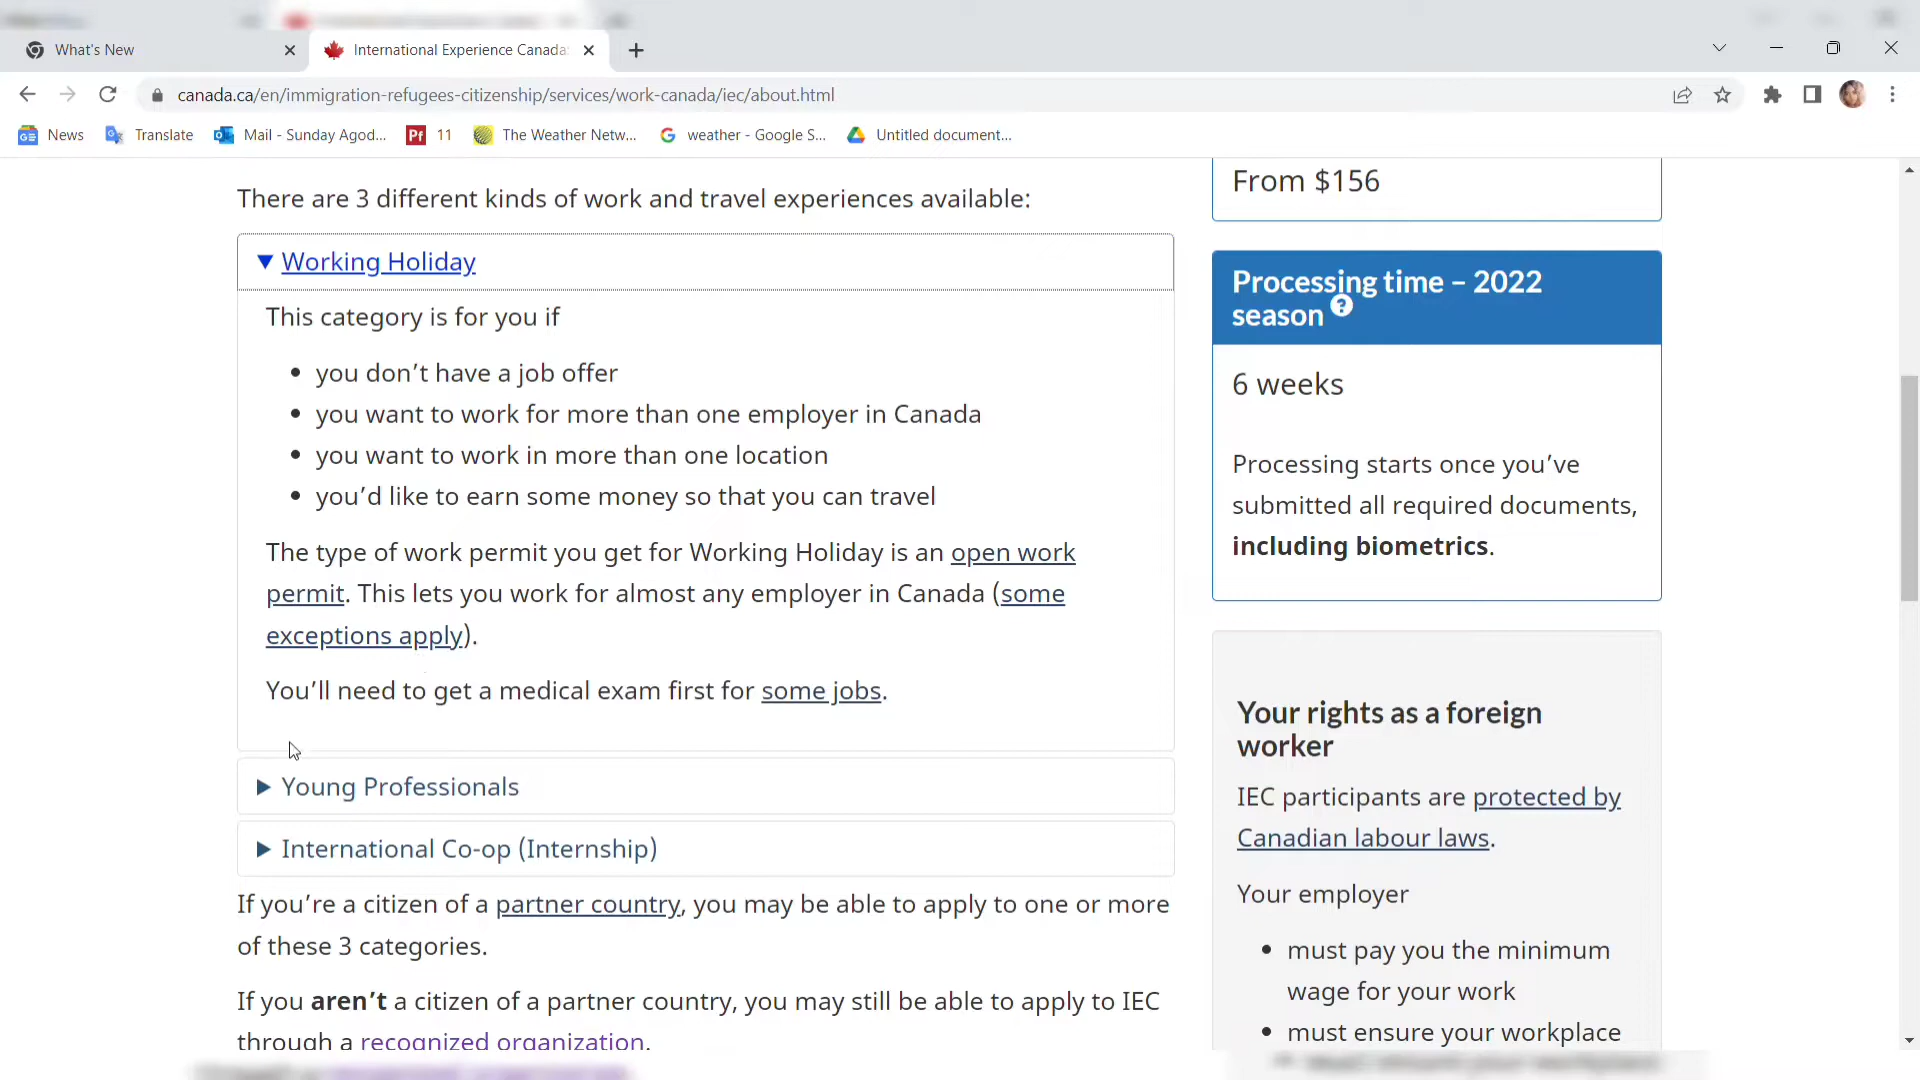 What's New
International Experience Canada:
canada.ca/en/immigration-refugees-citizenship/services/work-canada/iec/about.html
News
Translate
Mail - Sunday Agod...
11
The Weather Netw...
weather - Google S...
Untitled document...
There are 3 different kinds of work and travel experiences available:
Working Holiday
This category is for you if
you don’t have a job offer
you want to work for more than one employer in Canada
you want to work in more than one location
you’d like to earn some money so that you can travel
The type of work permit you get for Working Holiday is an open work
permit. This lets you work for almost any employer in Canada (some
exceptions apply).
You’ll need to get a medical exam first for some jobs.
Young Professionals
International Co-op (Internship)
If you’re a citizen of a partner country, you may be able to apply to one or more
of these 3 categories.
If you aren’t a citizen of a partner country, you may still be able to apply to IEC
through a recognized organization.
From $156
Processing time – 2022
season
6 weeks
Processing starts once you’ve
submitted all required documents,
including biometrics.
Your rights as a foreign
worker
IEC participants are protected by
Canadian labour laws.
Your employer
must pay you the minimum
wage for your work
must ensure your workplace